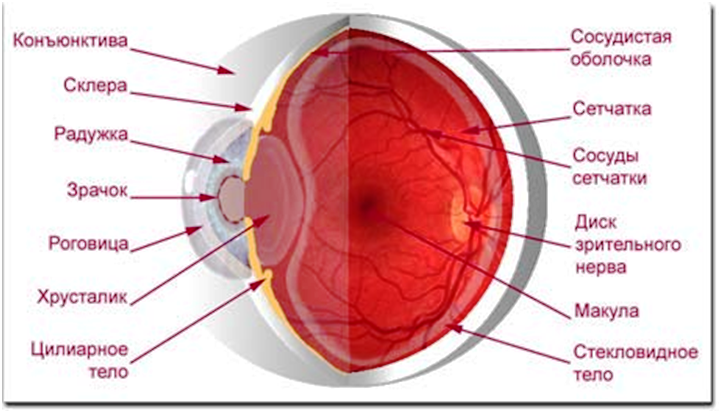 Конъюнктива
Склера
Радужка
Зрачок
Роговица
Хрусталик
Цилиарное
тело
Сосудистая
оболочка
Сетчатка
Сосуды
сетчатки
Диск
зрительного
нерва
Макула
Стекловидное
тело